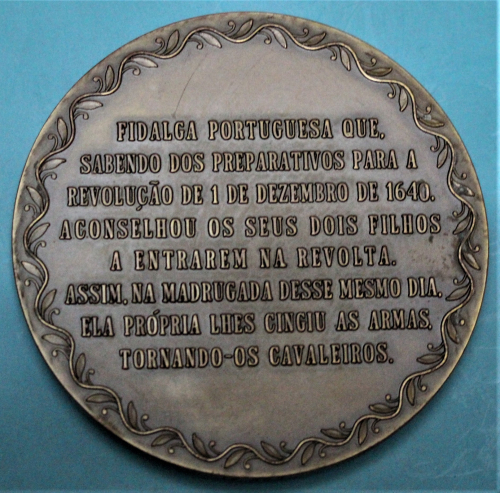 FIDALGA PORTUGUESA QUE,
SABENDO DOS PREPARATIVOS PARA A
REVOLUÇÃO DE 1 DE DEZEMBRO DE 1640,
ACONSELHOU OS SEUS DOIS FILHOS
A ENTRAREM NA REVOLTA.
ASSIM, NA MADRUGADA DESSE MESMO DIA,
ELA PRÓPRIA LHES CINGIU AS ARMAS,
TORNANDO-OS CAVALEIROS.